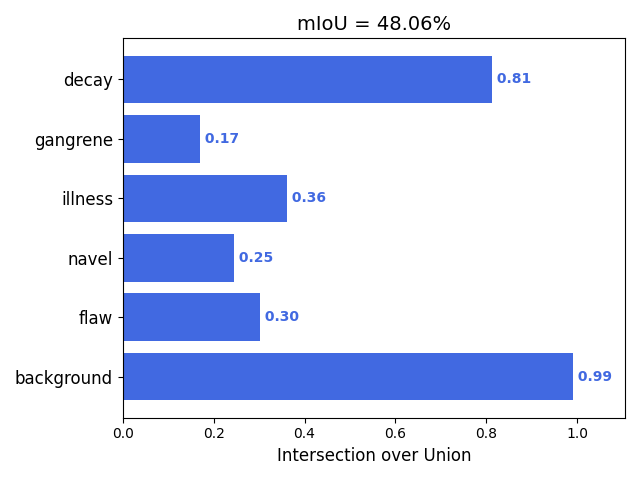 mIoU = 48.06%
decay 0.81
gangrene 0.17
illness 0.36
navel 0.25
flaw 0.30
background 0.99
0.0 0.2 0.4 0.6 0.8 1.0
Intersection over Union